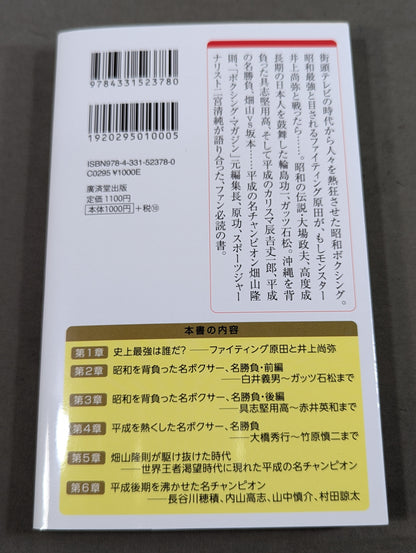 9784331523780
1920295010005
ISBN978-4-331-52378-0
C0295 ¥1000E
定価 1100円
本体1000円 +税⑩
街頭テレビの時代から人々を熱狂させた昭和ボクシング。
昭和最強と目されるファイティング原田が、もしモンスター
井上尚弥と戦ったら……。昭和の伝説・大場政夫、高度成
長期の日本人を鼓舞した輪島功一、ガッツ石松。沖縄を背
負った具志堅用高、そして平成のカリスマ辰吉丈一郎、平成
の名勝負、畑山vs坂本……平成の名チャンピオン畑山隆
則、「ボクシング・マガジン」元編集長、原功、スポーツジャー
ナリスト二宮清純が語り合った、ファン必読の書。
本書の内容
第1章 史上最強は誰だ?――ファイティング原田と井上尚弥
第2章 昭和を背負った名ボクサー、名勝負・前編
――白井義男〜ガッツ石松まで
第3章 昭和を背負った名ボクサー、名勝負・後編
――具志堅用高〜赤井英和まで
第4章 平成を熱くした名ボクサー、名勝負
――大橋秀行〜竹原慎二まで
第5章 畑山隆則が駆け抜けた時代
――世界王者渇望時代に現れた平成の名チャンピオン
第6章 平成後期を沸かせた名チャンピオン
――長谷川穂積、内山高志、山中慎介、村田諒太
廣済堂出版